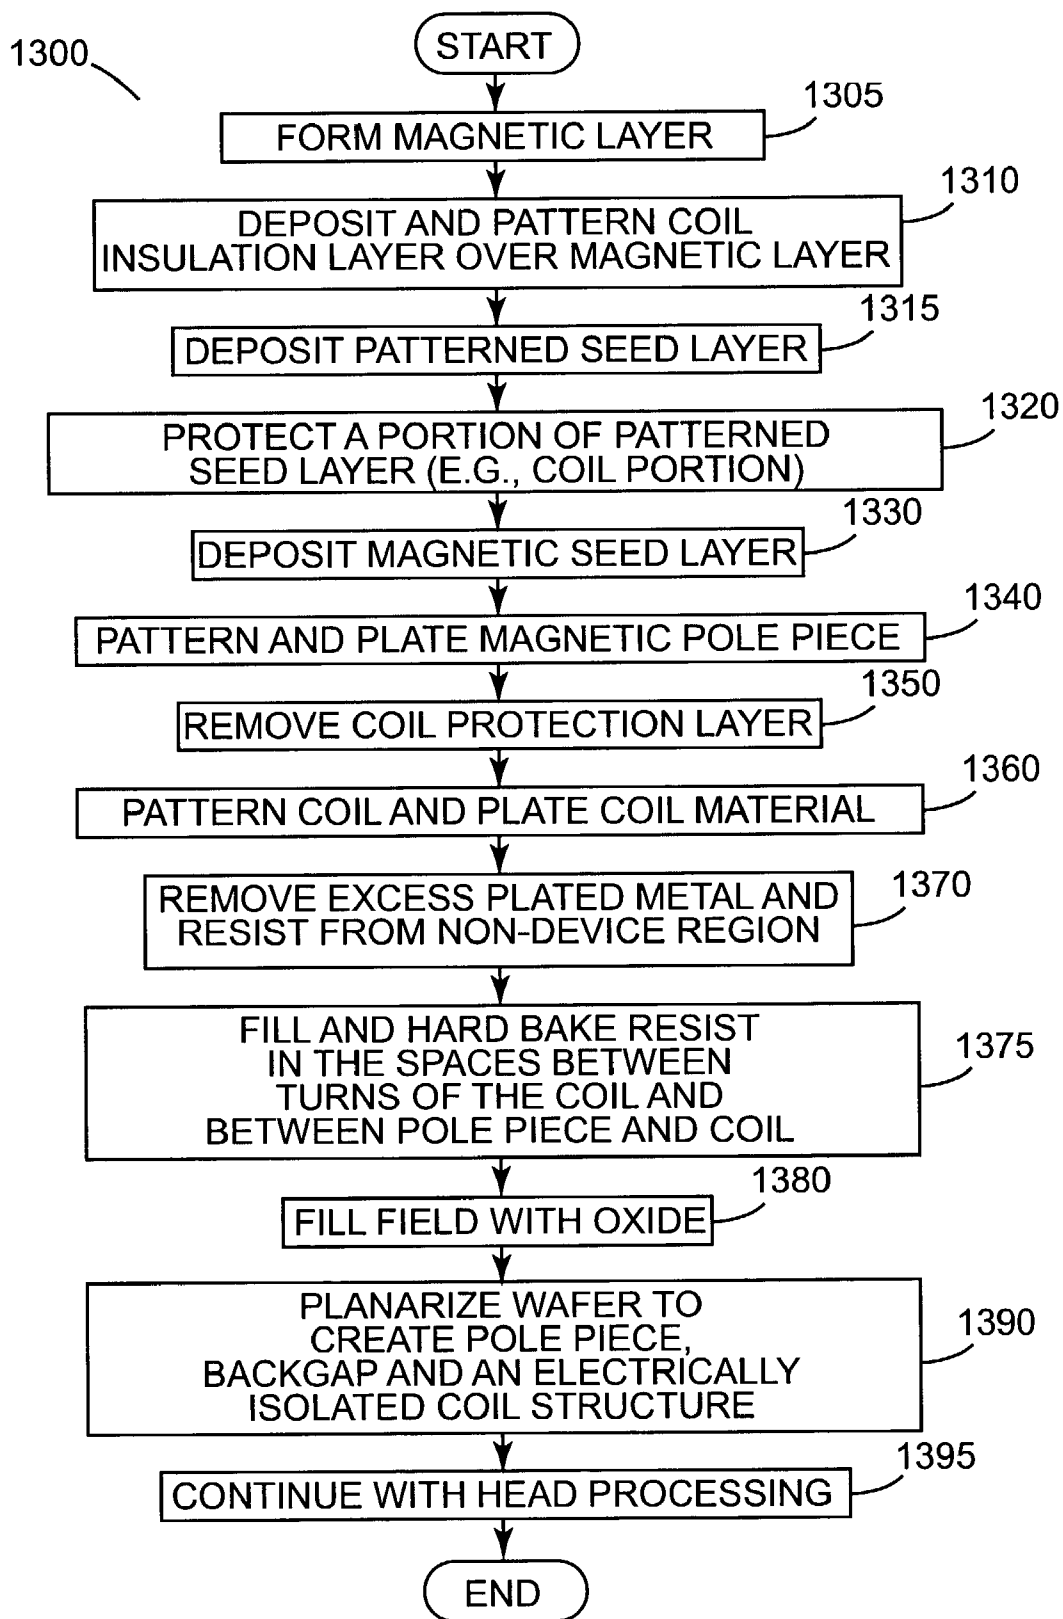 1300
START
1305
FORM MAGNETIC LAYER
1310
DEPOSIT AND PATTERN COIL
INSULATION LAYER OVER MAGNETIC LAYER
1315
DEPOSIT PATTERNED SEED LAYER
1320
PROTECT A PORTION OF PATTERNED
SEED LAYER (E.G., COIL PORTION)
1330
DEPOSIT MAGNETIC SEED LAYER
1340
PATTERN AND PLATE MAGNETIC POLE PIECE
1350
REMOVE COIL PROTECTION LAYER
1360
PATTERN COIL AND PLATE COIL MATERIAL
1370
REMOVE EXCESS PLATED METAL AND
RESIST FROM NON-DEVICE REGION
1375
FILL AND HARD BAKE RESIST
IN THE SPACES BETWEEN
TURNS OF THE COIL AND
BETWEEN POLE PIECE AND COIL
1380
FILL FIELD WITH OXIDE
1390
PLANARIZE WAFER TO
CREATE POLE PIECE,
BACKGAP AND AN ELECTRICALLY
ISOLATED COIL STRUCTURE
1395
CONTINUE WITH HEAD PROCESSING
END